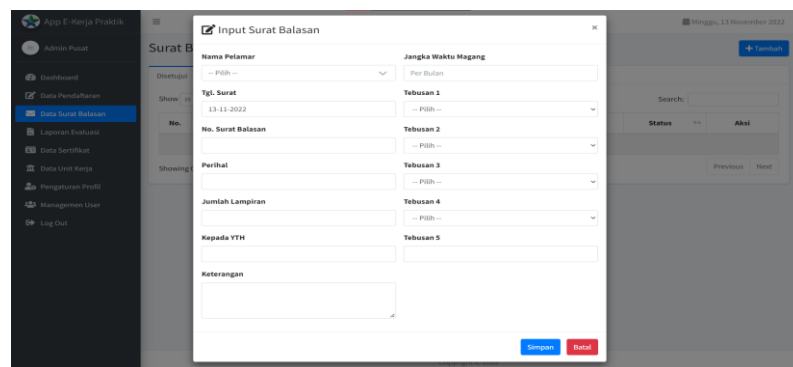 App E-Kerja Praktik
Minggu, 13 November 2022
Admin Pusat
Surat B
+ Tambah
Dashboard
Data Pendaftaran
Data Surat Balasan
Laporan Evaluasi
Data Sertifikat
Data Unit Kerja
Pengaturan Profil
Managemen User
Log Out
Disetujui
Show
Search:
No.
Status
Aksi
Showing
Previous Next
Input Surat Balasan
×
Nama Pelamar
Jangka Waktu Magang
-- Pilih --
Per Bulan
Tgl. Surat
Tebusan 1
13-11-2022
-- Pilih --
No. Surat Balasan
Tebusan 2
-- Pilih --
Perihal
Tebusan 3
-- Pilih --
Jumlah Lampiran
Tebusan 4
-- Pilih --
Kepada YTH
Tebusan 5
Keterangan
Simpan
Batal